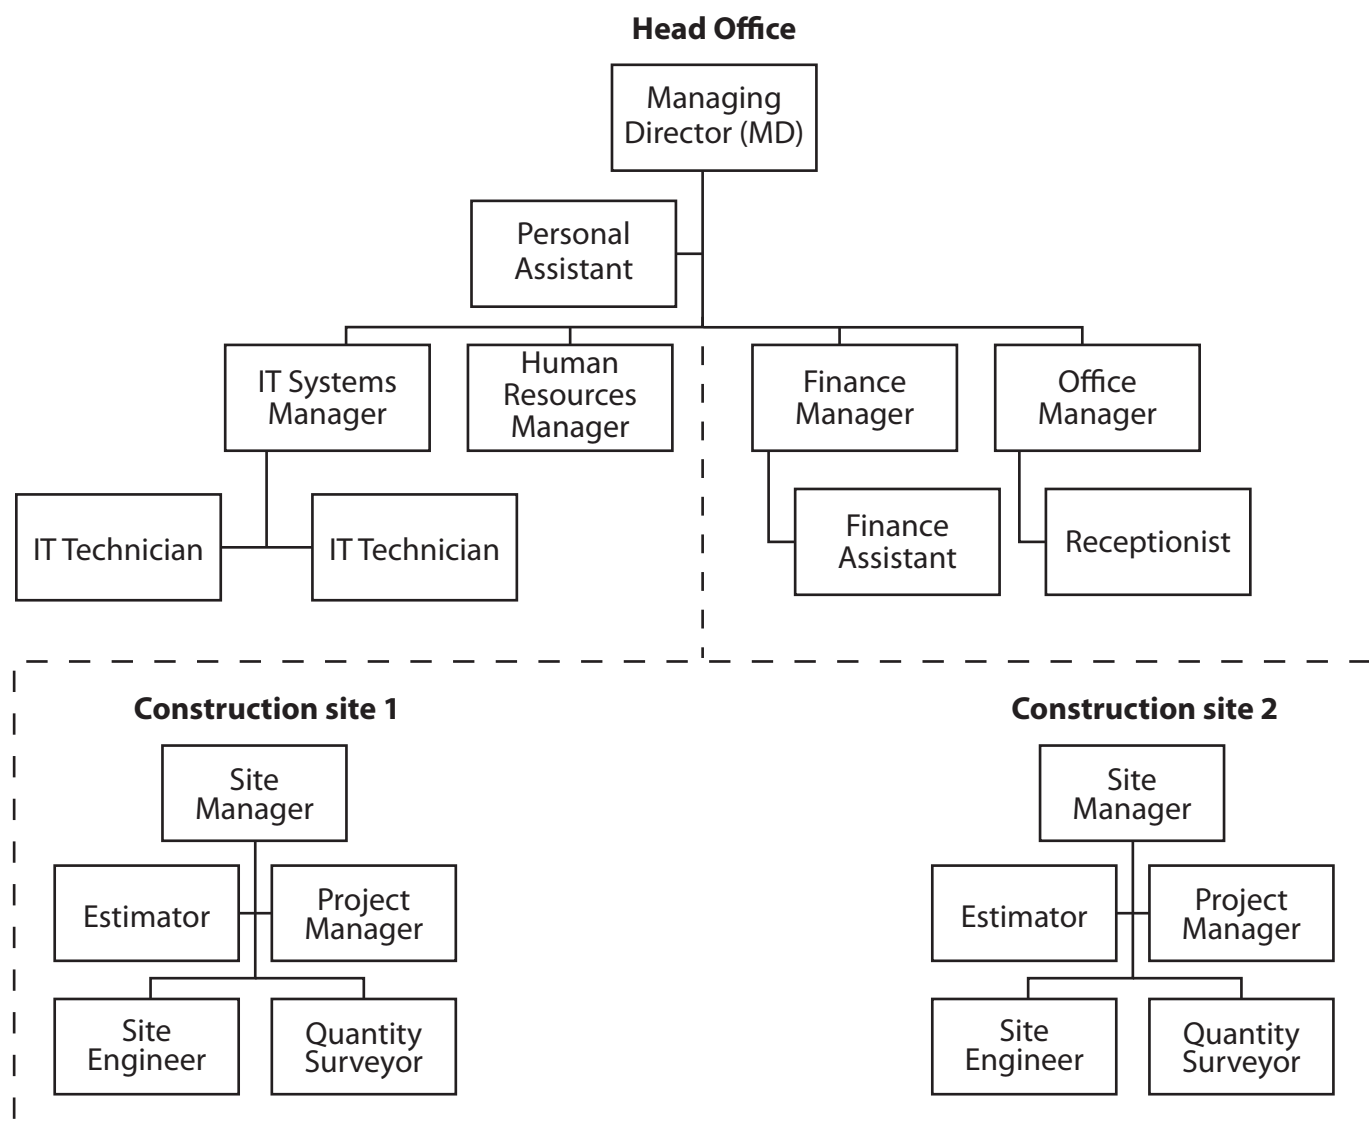 Head Office
Managing
Director (MD)
Personal
Assistant
IT Systems
Manager
Human
Resources
Manager
Finance
Manager
Office
Manager
IT Technician
IT Technician
Finance
Assistant
Receptionist
Construction site 1
Site
Manager
Estimator
Project
Manager
Site
Engineer
Quantity
Surveyor
Construction site 2
Site
Manager
Estimator
Project
Manager
Site
Engineer
Quantity
Surveyor